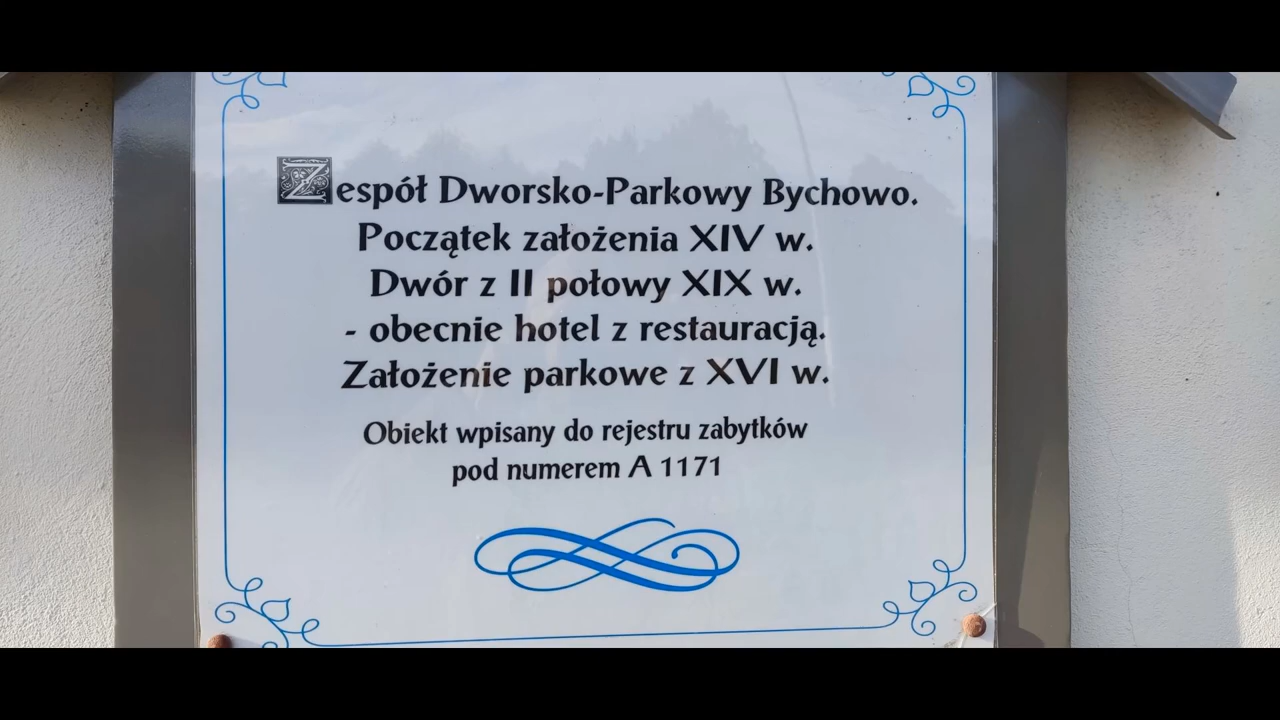 Zespół Dworsko-Parkowy Bychowo.
Początek założenia XIV w.
Dwór z II połowy XIX w.
- obecnie hotel z restauracją.
Założenie parkowe z XVI w.
Obiekt wpisany do rejestru zabytków
pod numerem A 1171